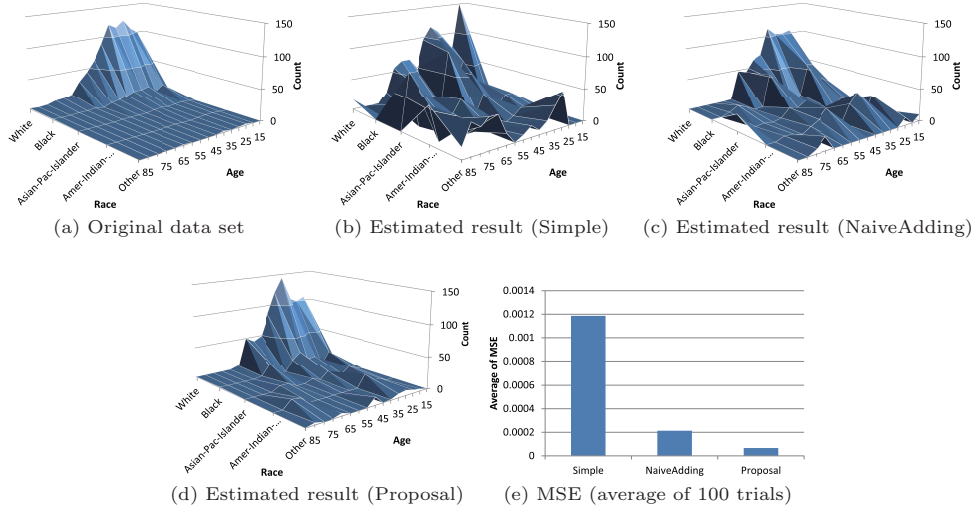 150
100
50
0
Count
White
Black
Asian-Pac-Islander
Amer-Indian-...
Other
85
75
65
55
45
35
25
15
Age
Race
(a) Original data set
150
100
50
0
Count
White
Black
Asian-Pac-Islander
Amer-Indian-...
Other
85
75
65
55
45
35
25
15
Age
Race
(b) Estimated result (Simple)
150
100
50
0
Count
White
Black
Asian-Pac-Islander
Amer-Indian-...
Other
85
75
65
55
45
35
25
15
Age
Race
(c) Estimated result (NaiveAdding)
150
100
50
0
Count
White
Black
Asian-Pac-Islander
Amer-Indian-...
Other
85
75
65
55
45
35
25
15
Age
Race
(d) Estimated result (Proposal)
0.0014
0.0012
0.001
0.0008
0.0006
0.0004
0.0002
0
Average of MSE
Simple
NaiveAdding
Proposal
(e) MSE (average of 100 trials)